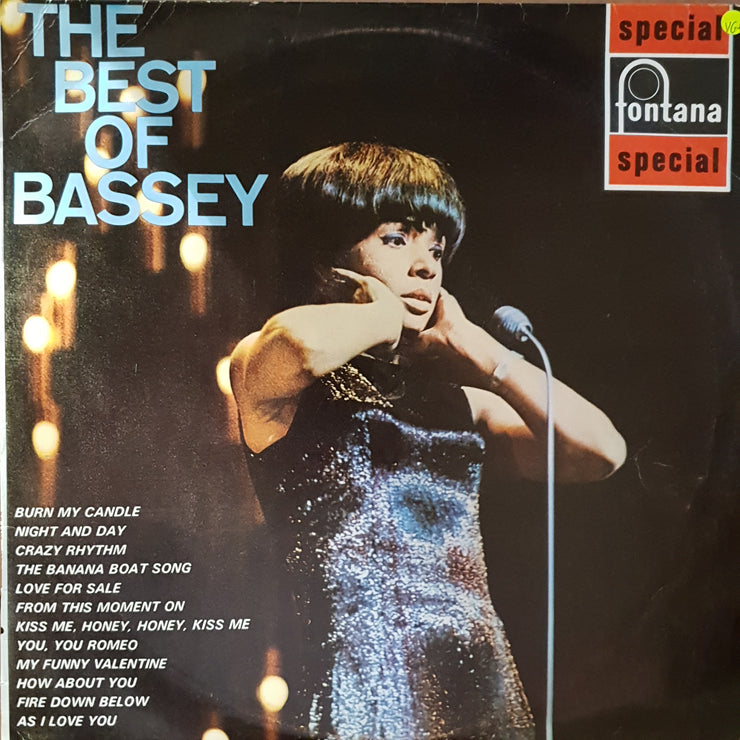 THE
BEST
OF
BASSEY
special
fontana
special
VG+
BURN MY CANDLE
NIGHT AND DAY
CRAZY RHYTHM
THE BANANA BOAT SONG
LOVE FOR SALE
FROM THIS MOMENT ON
KISS ME, HONEY, HONEY, KISS ME
YOU, YOU ROMEO
MY FUNNY VALENTINE
HOW ABOUT YOU
FIRE DOWN BELOW
AS I LOVE YOU